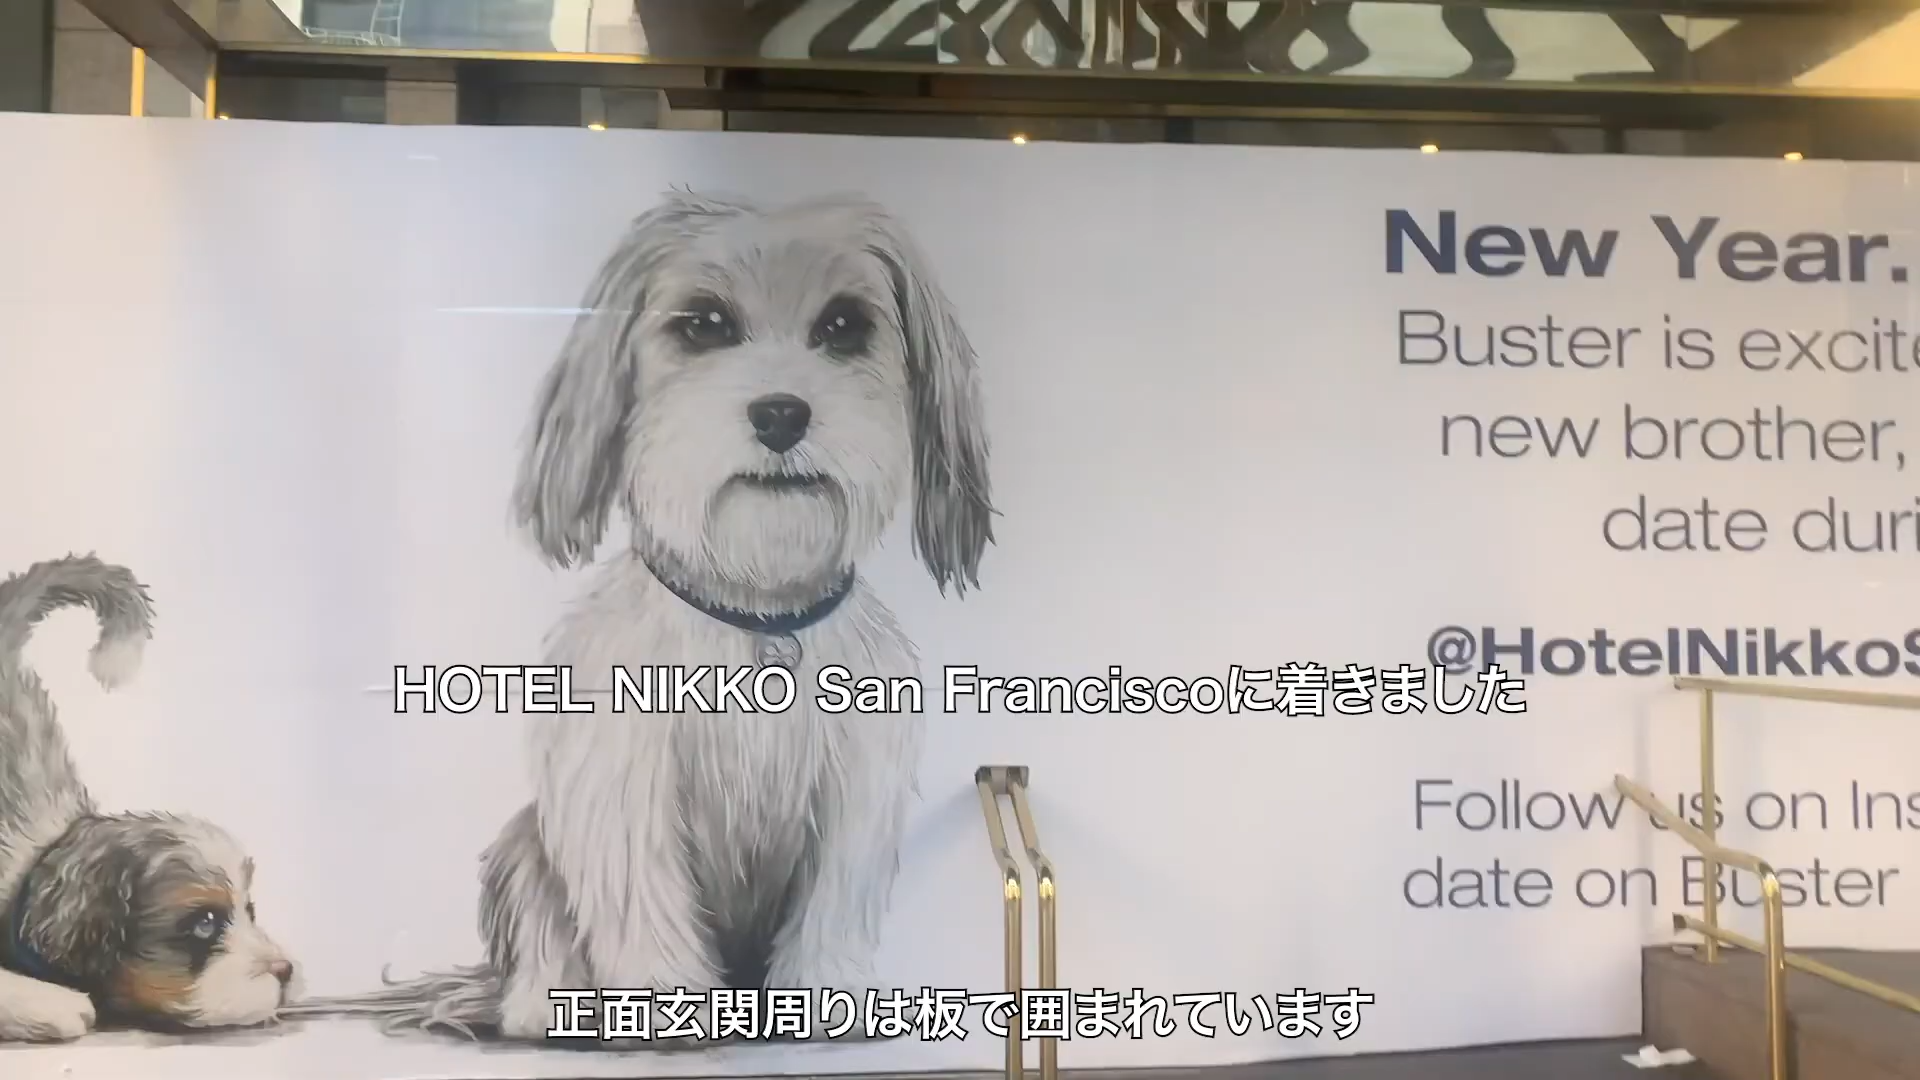 New Year.
Buster is excite
new brother,
date duri
@HotelNikkoS
HOTEL NIKKO San Franciscoに着きました
Follow us on Ins
date on Buster
正面玄関周りは板で囲まれています